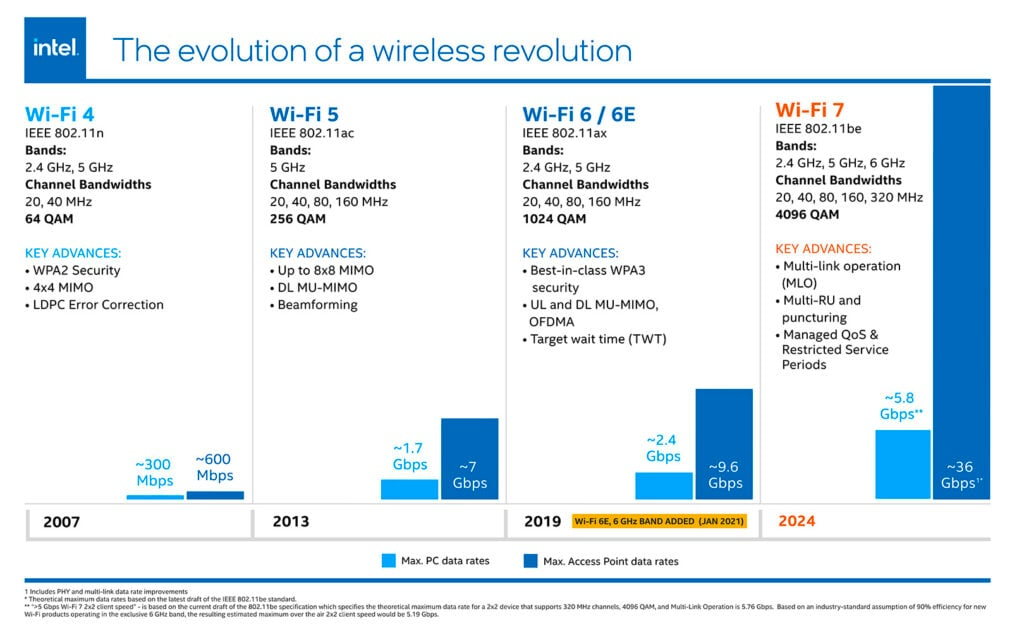 intel.
The evolution of a wireless revolution
Wi-Fi 4
IEEE 802.11n
Bands:
2.4 GHz, 5 GHz
Channel Bandwidths
20, 40 MHz
64 QAM
KEY ADVANCES:
• WPA2 Security
• 4x4 MIMO
• LDPC Error Correction
~300
Mbps
~600
Mbps
2007
Wi-Fi 5
IEEE 802.11ac
Bands:
5 GHz
Channel Bandwidths
20, 40, 80, 160 MHz
256 QAM
KEY ADVANCES:
• Up to 8x8 MIMO
• DL MU-MIMO
• Beamforming
~1.7
Gbps
~7
Gbps
2013
Wi-Fi 6 / 6E
IEEE 802.11ax
Bands:
2.4 GHz, 5 GHz
Channel Bandwidths
20, 40, 80, 160 MHz
1024 QAM
KEY ADVANCES:
• Best-in-class WPA3
security
• UL and DL MU-MIMO,
OFDMA
• Target wait time (TWT)
~2.4
Gbps
~9.6
Gbps
2019
Wi-Fi 6E, 6 GHz BAND ADDED (JAN 2021)
Wi-Fi 7
IEEE 802.11be
Bands:
2.4 GHz, 5 GHz, 6 GHz
Channel Bandwidths
20, 40, 80, 160, 320 MHz
4096 QAM
KEY ADVANCES:
• Multi-link operation
(MLO)
• Multi-RU and
puncturing
• Managed QoS &
Restricted Service
Periods
~5.8
Gbps**
~36
Gbps¹*
2024
Max. PC data rates
Max. Access Point data rates
1 Includes PHY and multi-link data rate improvements
* Theoretical maximum data rates based on the latest draft of the IEEE 802.11be standard.
** ">5 Gbps Wi-Fi 7 2x2 client speed" - is based on the current draft of the 802.11be specification which specifies the theoretical maximum data rate for a 2x2 device that supports 320 MHz channels, 4096 QAM, and Multi-Link Operation is 5.76 Gbps. Based on an industry-standard assumption of 90% efficiency for new
Wi-Fi products operating in the exclusive 6 GHz band, the resulting estimated maximum over the air 2x2 client speed would be 5.19 Gbps.